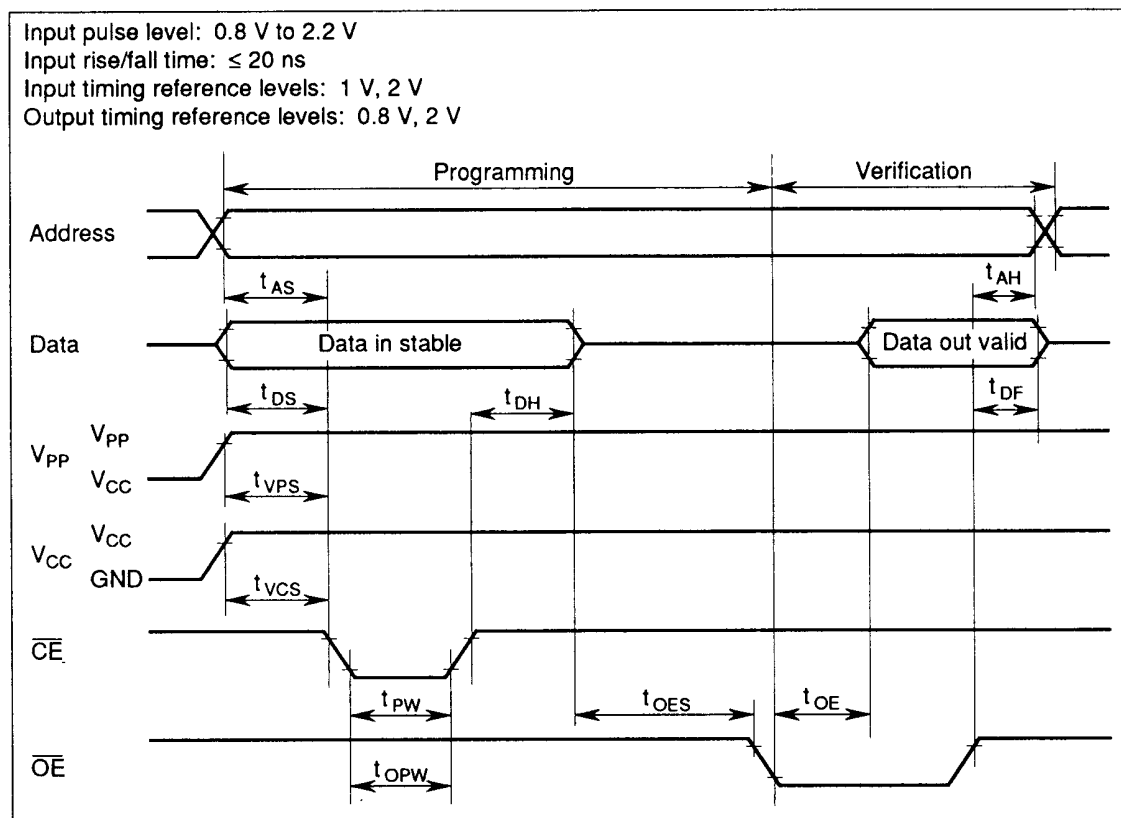 Input pulse level: 0.8 V to 2.2 V
Input rise/fall time: ≤ 20 ns
Input timing reference levels: 1 V, 2 V
Output timing reference levels: 0.8 V, 2 V
Programming
Verification
Address
tAS
tAH
Data
Data in stable
Data out valid
tDS
tDH
tDF
VPP
VPP
VCC
tVPS
VCC
VCC
GND
tVCS
CE
tPW
tOES
tOE
OE
tOPW